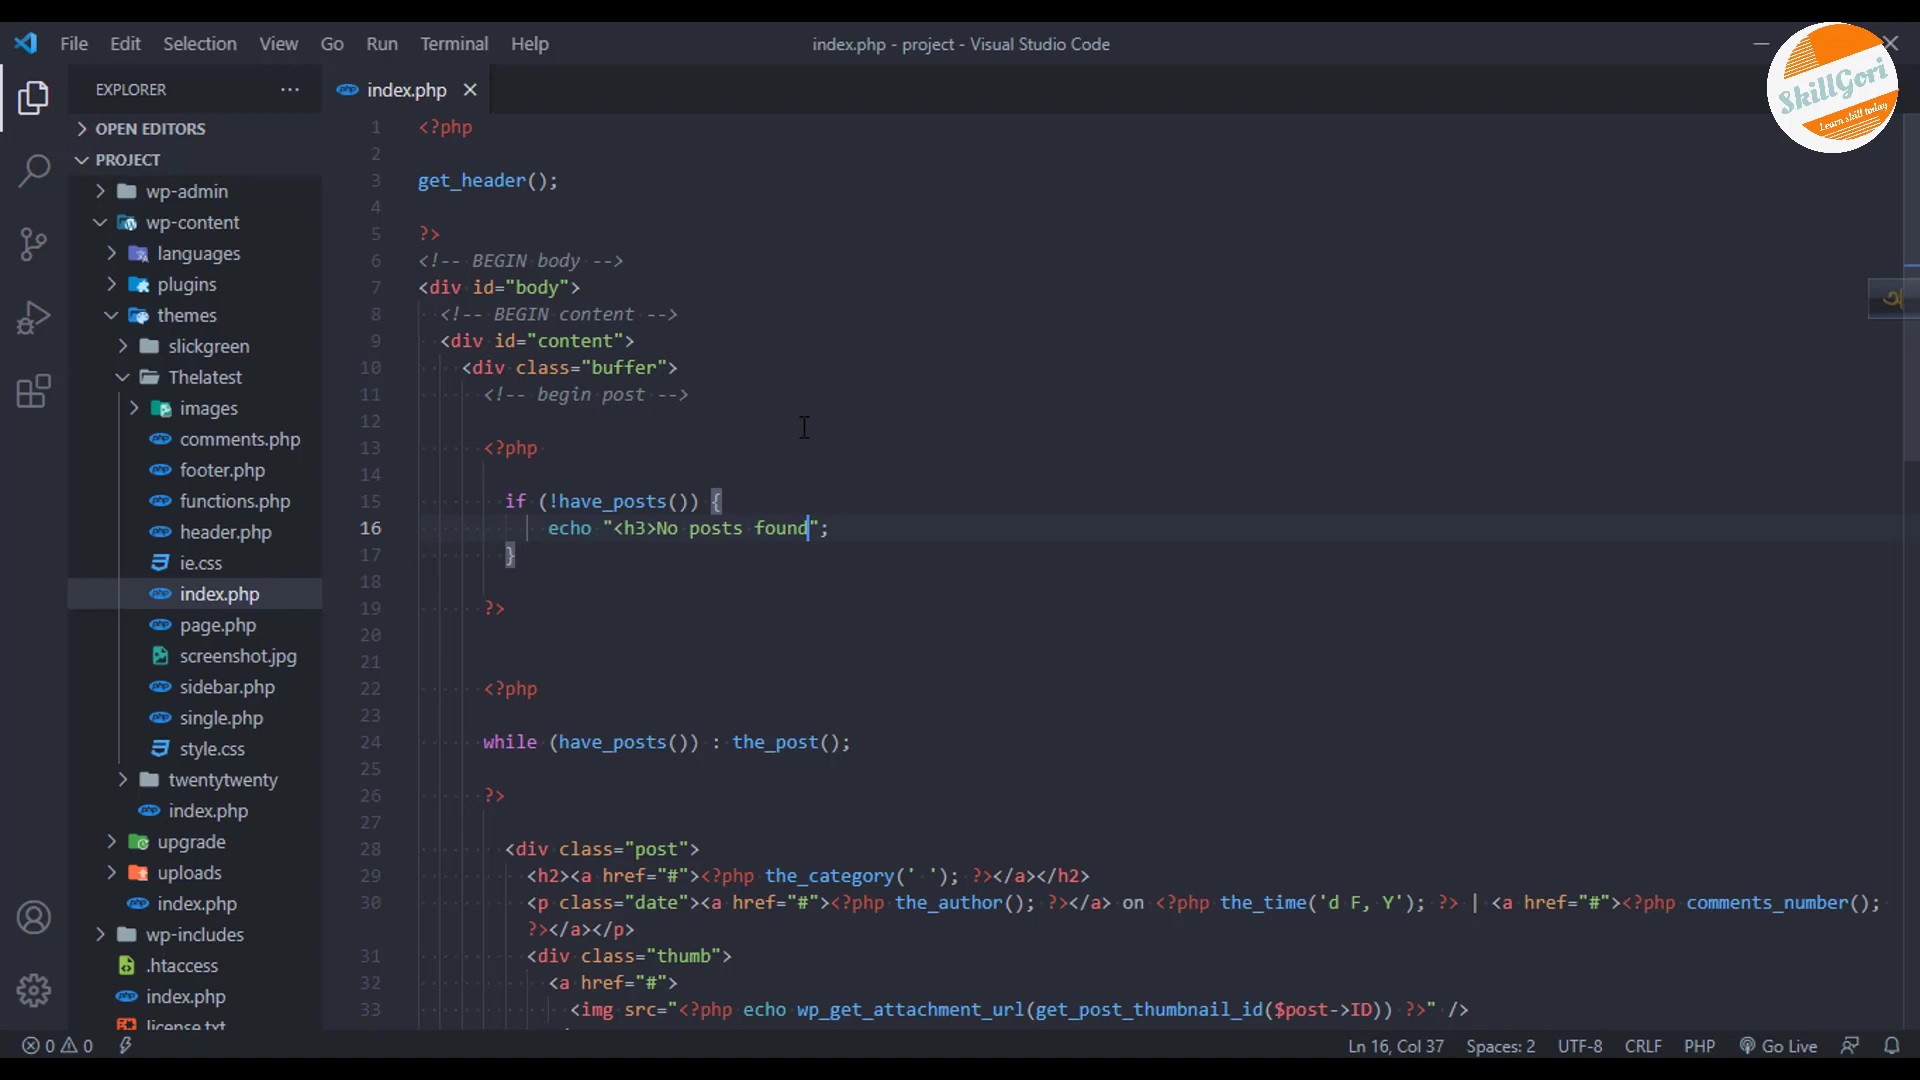 File Edit Selection View Go Run Terminal Help
index.php - project - Visual Studio Code
SkillGori
Learn skill today
EXPLORER
OPEN EDITORS
PROJECT
wp-admin
wp-content
languages
plugins
themes
slickgreen
Thelatest
images
comments.php
footer.php
functions.php
header.php
ie.css
index.php
page.php
screenshot.jpg
sidebar.php
single.php
style.css
twentytwenty
index.php
upgrade
uploads
index.php
wp-includes
.htaccess
index.php
license.txt
index.php
1 <?php
2
3 get_header();
4
5 ?>
6 <!-- BEGIN body -->
7 <div id="body">
8 <!-- BEGIN content -->
9 <div id="content">
10 <div class="buffer">
11 <!-- begin post -->
12
13 <?php
14
15 if (!have_posts()) {
16 echo "<h3>No posts found";
17 }
18
19 ?>
20
21
22 <?php
23
24 while (have_posts()) : the_post();
25
26 ?>
27
28 <div class="post">
29 <h2><a href="#"><?php the_category(' '); ?></a></h2>
30 <p class="date"><a href="#"><?php the_author(); ?></a> on <?php the_time('d F, Y'); ?> | <a href="#"><?php comments_number();
?></a></p>
31 <div class="thumb">
32 <a href="#">
33 <img src="<?php echo wp_get_attachment_url(get_post_thumbnail_id($post->ID)) ?>" />
অ
0 0
Ln 16, Col 37 Spaces: 2 UTF-8 CRLF PHP Go Live